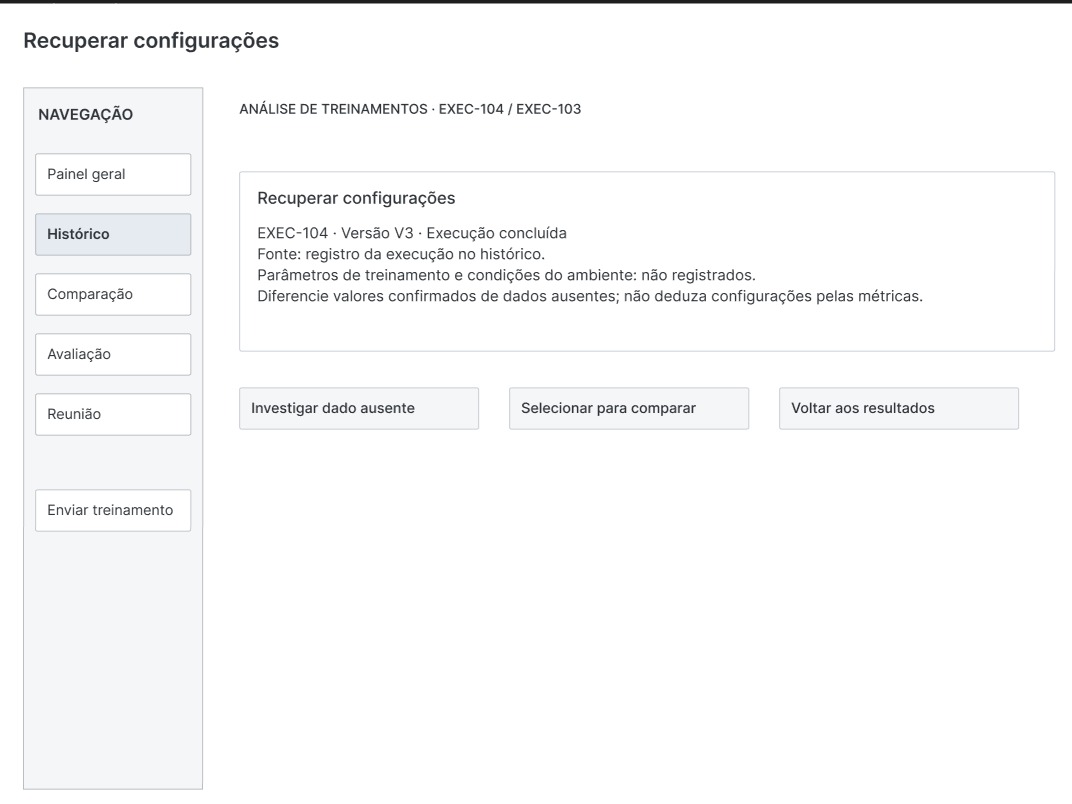 Recuperar configurações
NAVEGAÇÃO
Painel geral
Histórico
Comparação
Avaliação
Reunião
Enviar treinamento
ANÁLISE DE TREINAMENTOS · EXEC-104 / EXEC-103
Recuperar configurações
EXEC-104 · Versão V3 · Execução concluída
Fonte: registro da execução no histórico.
Parâmetros de treinamento e condições do ambiente: não registrados.
Diferencie valores confirmados de dados ausentes; não deduza configurações pelas métricas.
Investigar dado ausente
Selecionar para comparar
Voltar aos resultados